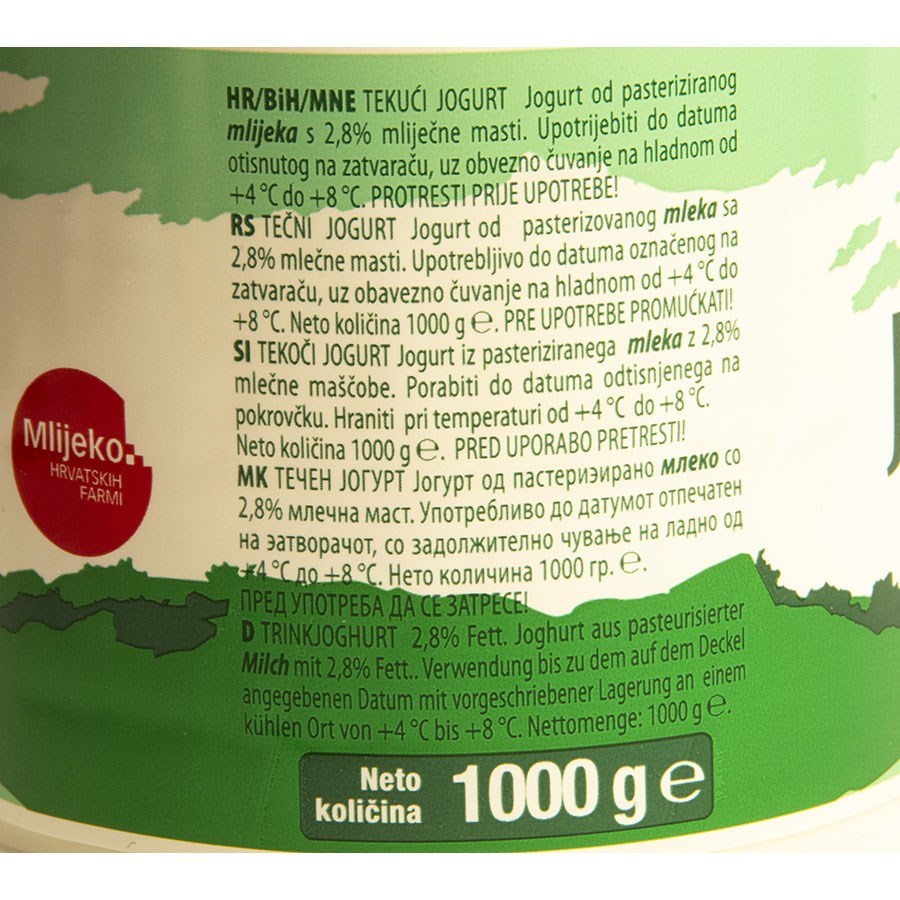 HR/BiH/MNE TEKUĆI JOGURT Jogurt od pasteriziranog
mlijeka s 2,8% mliječne masti. Upotrijebiti do datuma
otisnutog na zatvaraču, uz obvezno čuvanje na hladnom od
+4 °C do +8 °C. PROTRESTI PRIJE UPOTREBE!
RS TEČNI JOGURT Jogurt od pasterizovanog mleka sa
2,8% mlečne masti. Upotrebljivo do datuma označenog na
zatvaraču, uz obavezno čuvanje na hladnom od +4 °C do
+8 °C. Neto količina 1000 g ℮. PRE UPOTREBE PROMUĆKATI!
SI TEKOČI JOGURT Jogurt iz pasteriziranega mleka z 2,8%
mlečne maščobe. Porabiti do datuma odtisnjenega na
pokrovčku. Hraniti pri temperaturi od +4 °C do +8 °C.
Neto količina 1000 g ℮. PRED UPORABO PRETRESTI!
МК ТЕЧЕН ЈОГУРТ Јогурт од пастеризирано млеко со
2,8% млечна маст. Употребливо до датумот отпечатен
на затворачот, со задолжително чување на ладно од
+4 °C до +8 °C. Нето количина 1000 гр. ℮.
ПРЕД УПОТРЕБА ДА СЕ ЗАТРЕСЕ!
D TRINKJOGHURT 2,8% Fett. Joghurt aus pasteurisierter
Milch mit 2,8% Fett.. Verwendung bis zu dem auf dem Deckel
angegebenen Datum mit vorgeschriebener Lagerung an einem
kühlen Ort von +4 °C bis +8 °C. Nettomenge: 1000 g ℮.
Mlijeko
HRVATSKIH
FARMI
Neto
količina
1000 g ℮